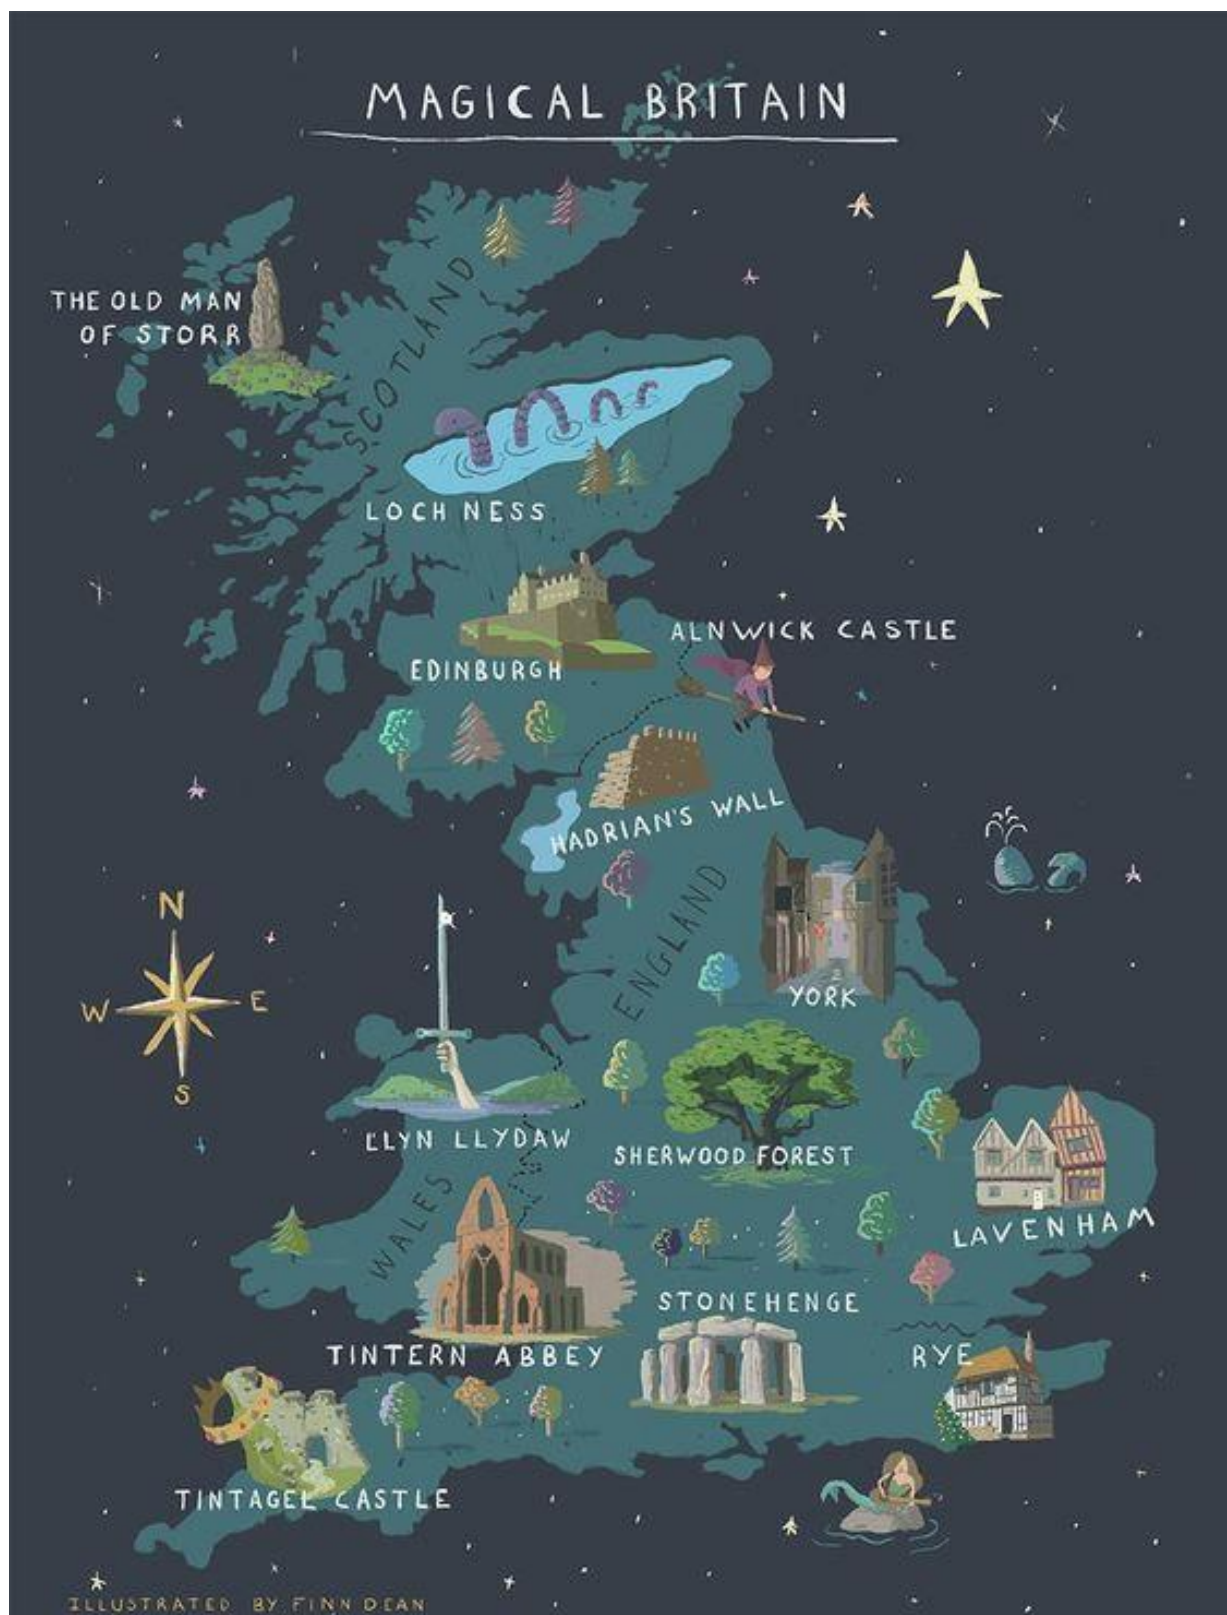 MAGICAL BRITAIN
THE OLD MAN
OF STORR
SCOTLAND
LOCH NESS
ALNWICK CASTLE
EDINBURGH
HADRIAN'S WALL
ENGLAND
N
W
E
S
YORK
LLYN LLYDAW
SHERWOOD FOREST
WALES
LAVENHAM
STONEHENGE
TINTERN ABBEY
RYE
TINTAGEL CASTLE
ILLUSTRATED BY FINN DEAN